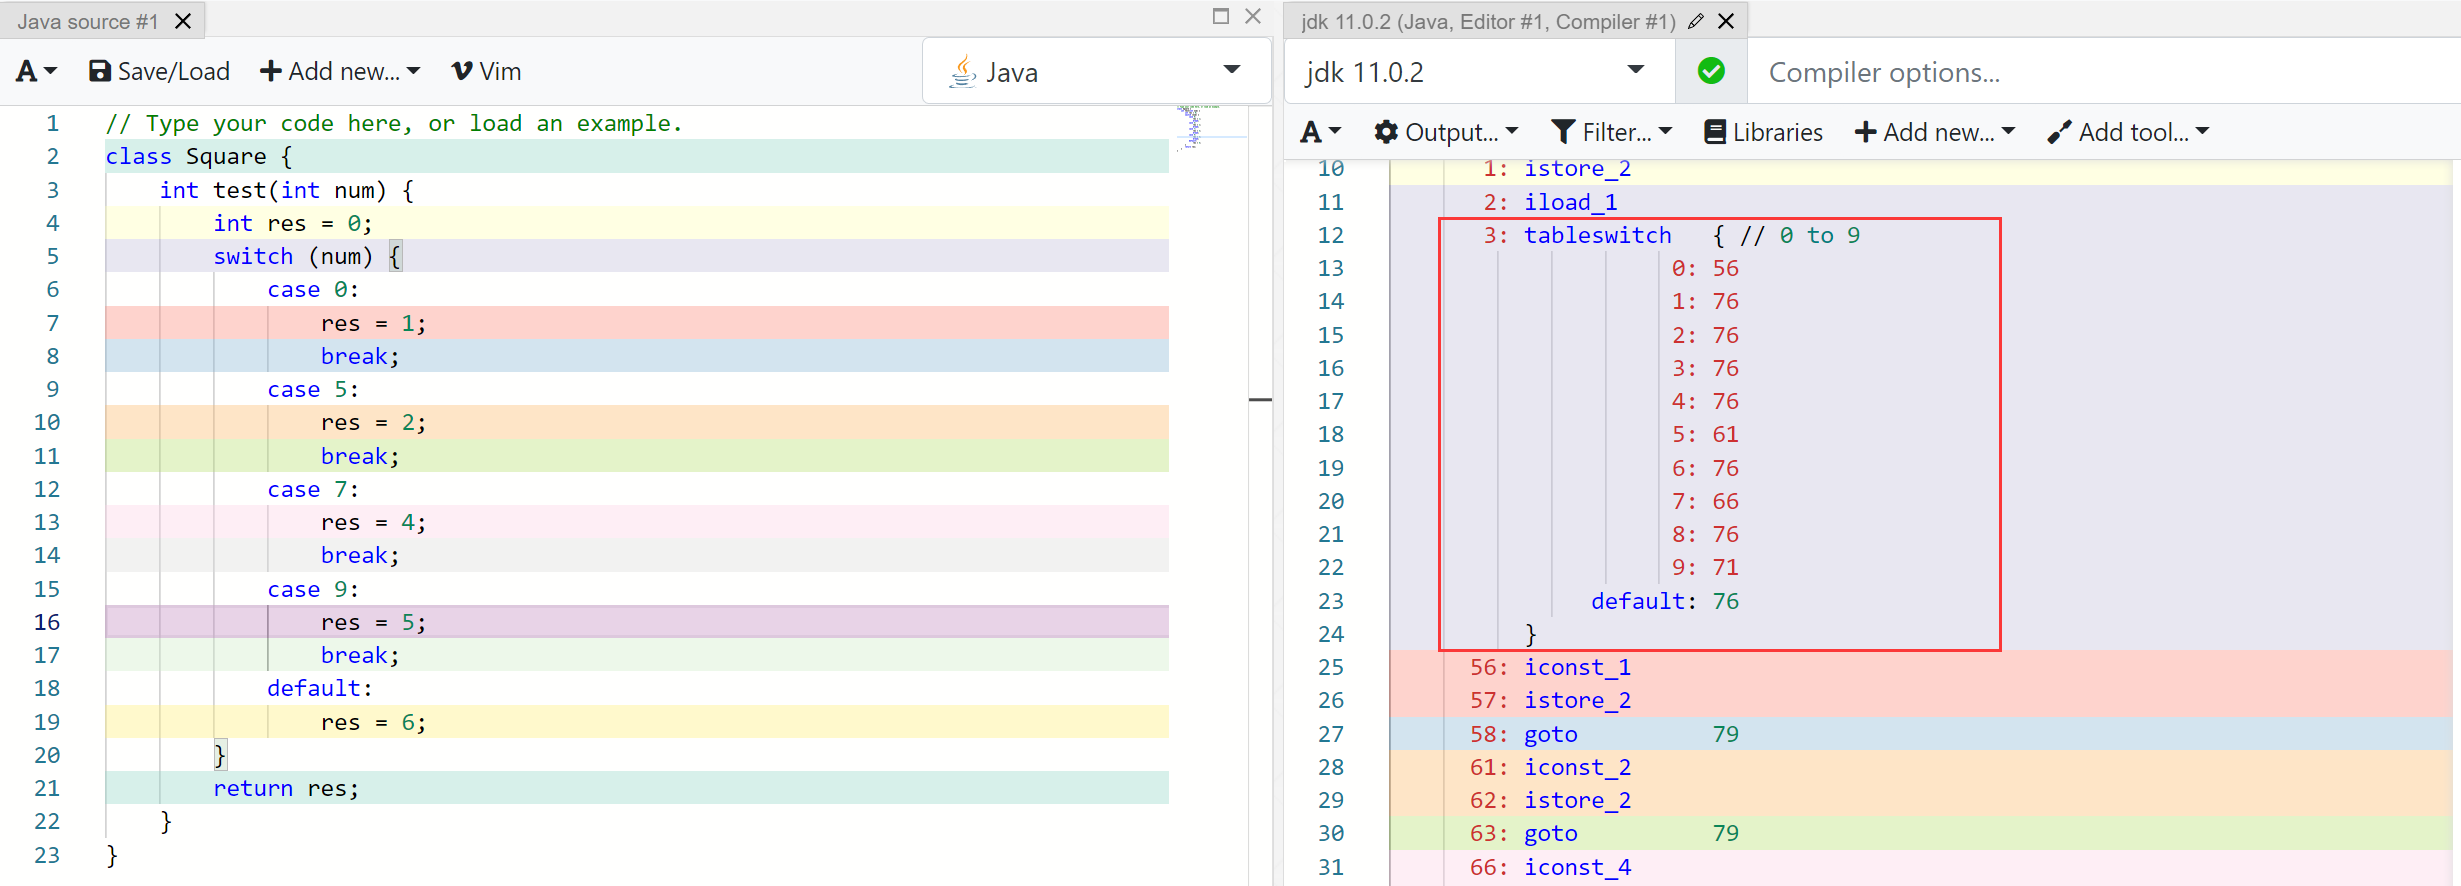 Java source #1
A Save/Load Add new... Vim Java
1 // Type your code here, or load an example.
2 class Square {
3     int test(int num) {
4         int res = 0;
5         switch (num) {
6             case 0:
7                 res = 1;
8                 break;
9             case 5:
10                 res = 2;
11                 break;
12             case 7:
13                 res = 4;
14                 break;
15             case 9:
16                 res = 5;
17                 break;
18             default:
19                 res = 6;
20         }
21         return res;
22     }
23 }
jdk 11.0.2 (Java, Editor #1, Compiler #1)
jdk 11.0.2 Compiler options...
A Output... Filter... Libraries Add new... Add tool...
10 1: istore_2
11 2: iload_1
12 3: tableswitch { // 0 to 9
13 0: 56
14 1: 76
15 2: 76
16 3: 76
17 4: 76
18 5: 61
19 6: 76
20 7: 66
21 8: 76
22 9: 71
23 default: 76
24 }
25 56: iconst_1
26 57: istore_2
27 58: goto 79
28 61: iconst_2
29 62: istore_2
30 63: goto 79
31 66: iconst_4